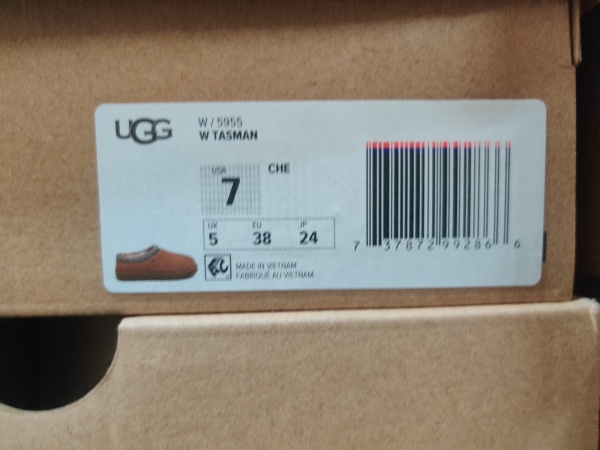 UGG
W / 5955
W TASMAN
USA
7
CHE
UK EU JP
5 38 24
MADE IN VIETNAM
FABRIQUÉ AU VIETNAM
7 37872 99286 6